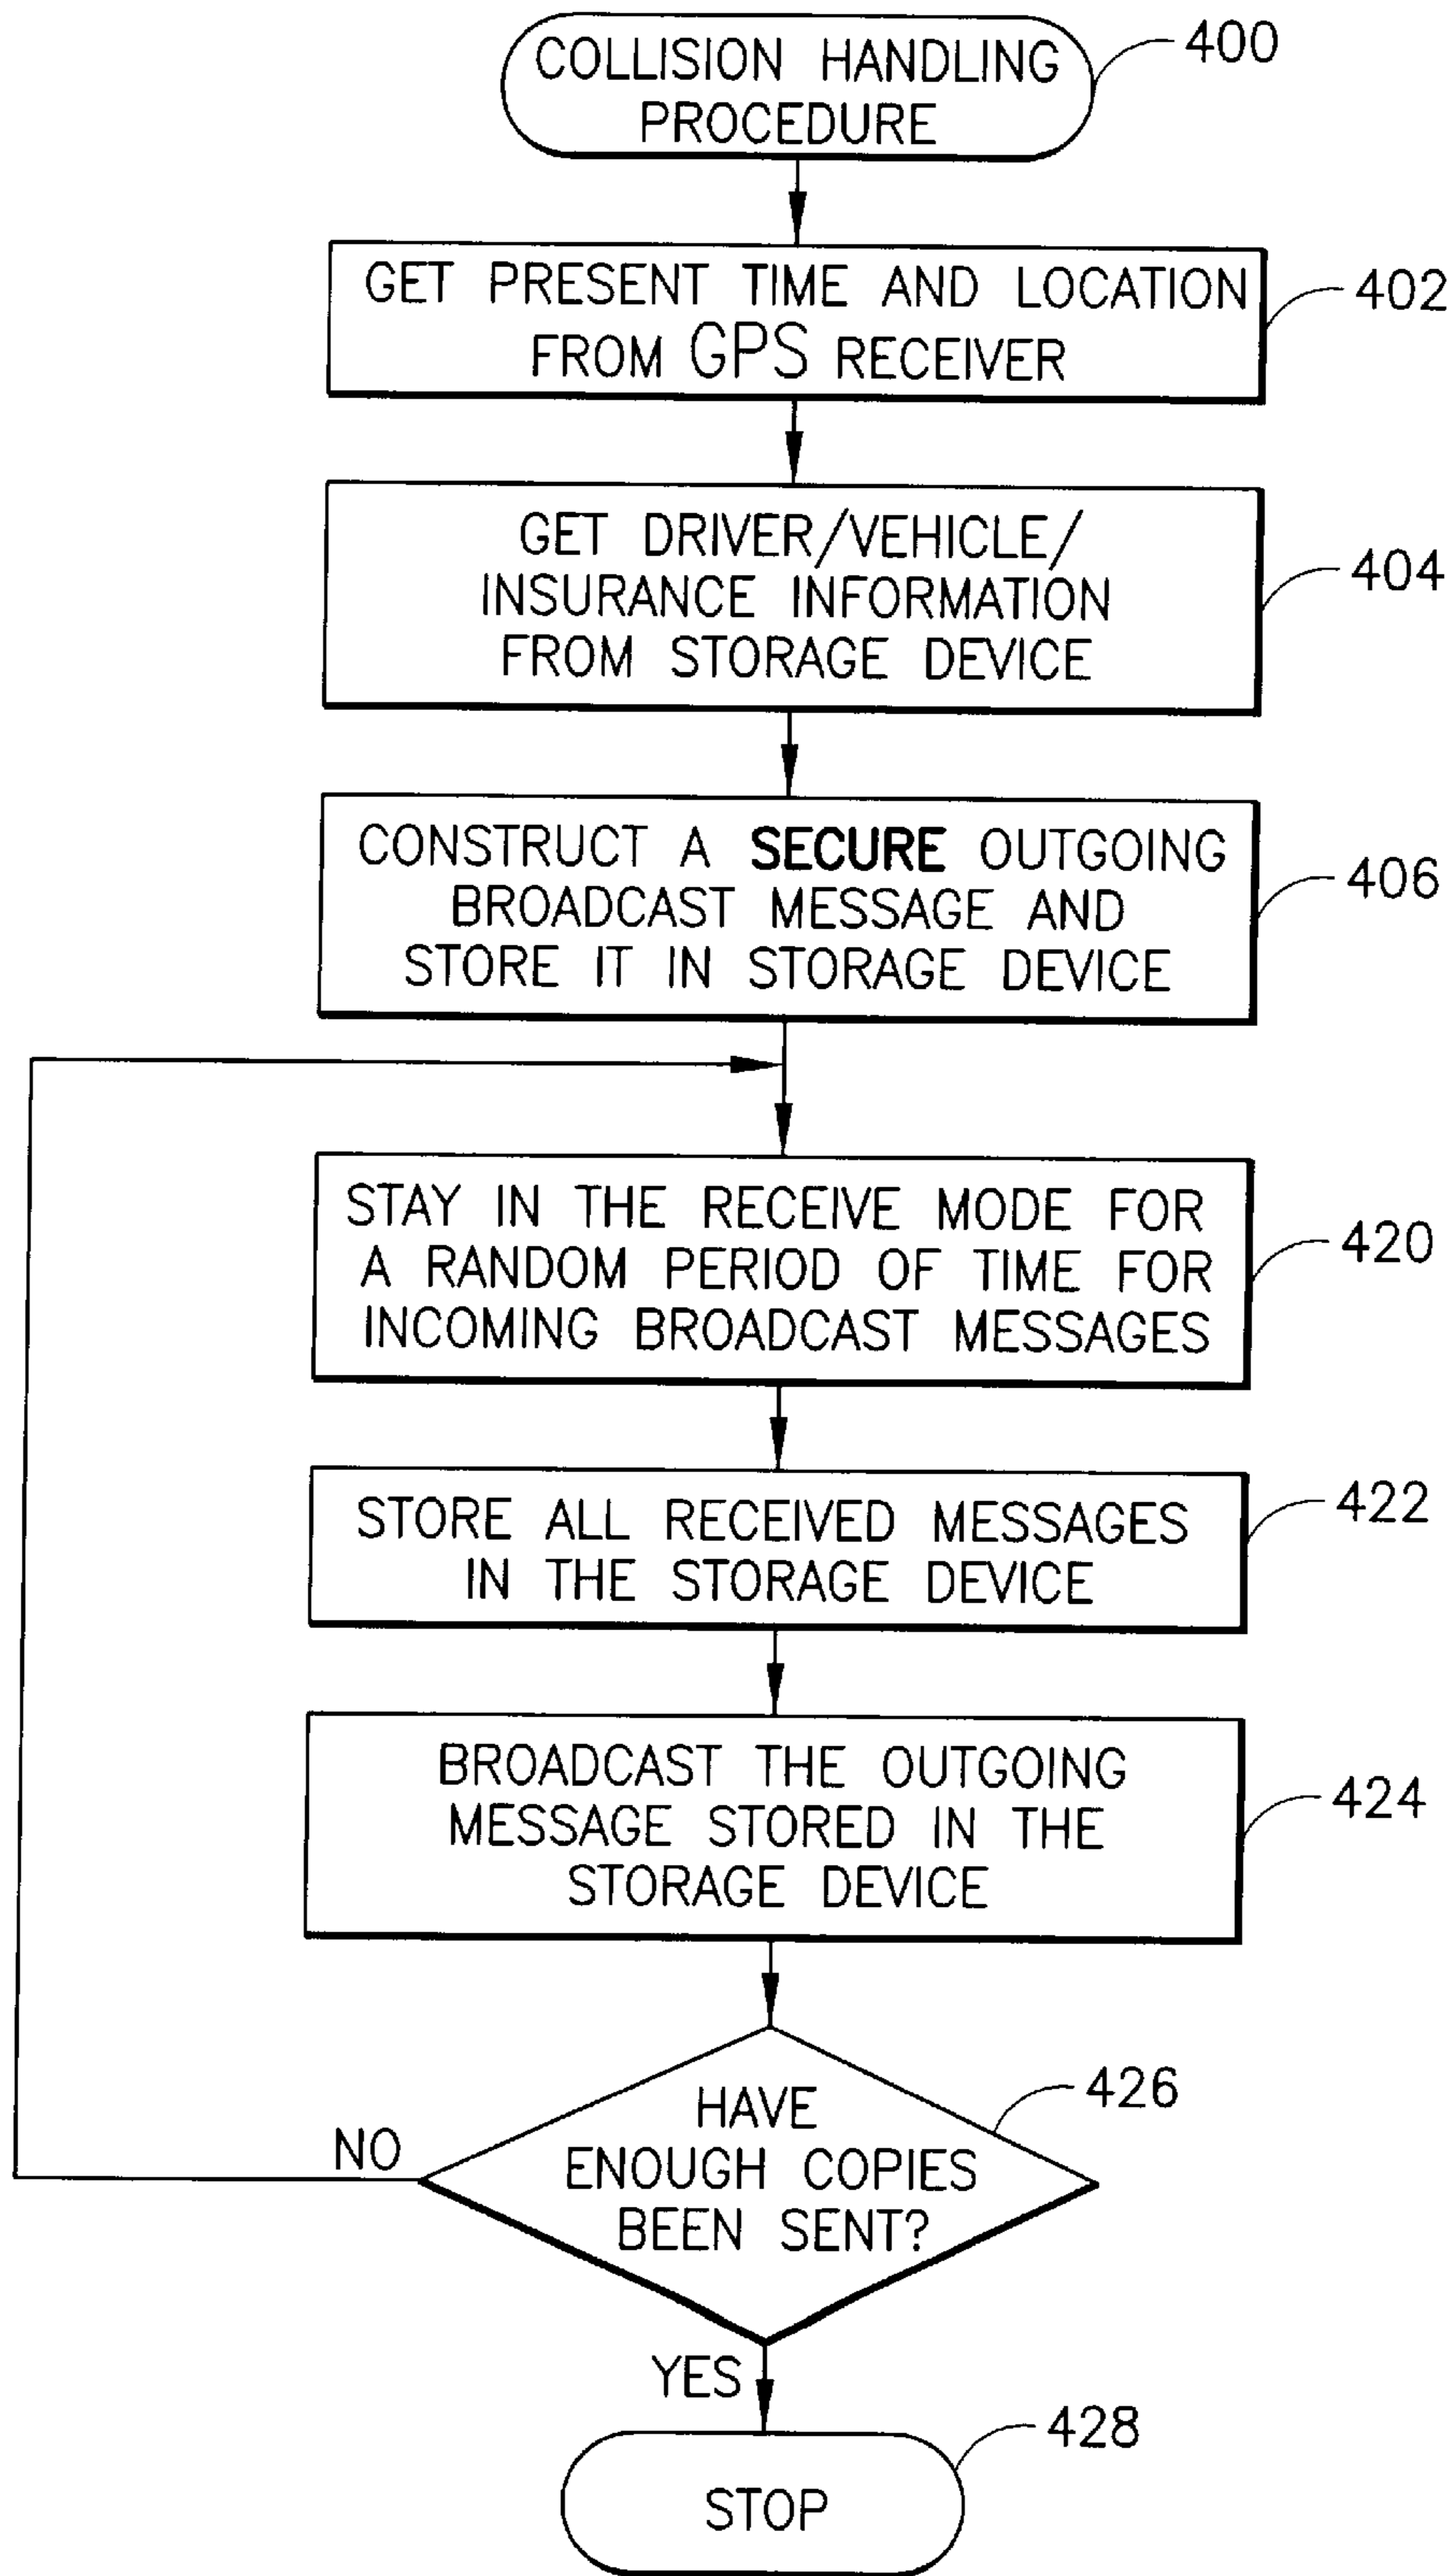 COLLISION HANDLING
PROCEDURE
400
GET PRESENT TIME AND LOCATION
FROM GPS RECEIVER
402
GET DRIVER/VEHICLE/
INSURANCE INFORMATION
FROM STORAGE DEVICE
404
CONSTRUCT A SECURE OUTGOING
BROADCAST MESSAGE AND
STORE IT IN STORAGE DEVICE
406
STAY IN THE RECEIVE MODE FOR
A RANDOM PERIOD OF TIME FOR
INCOMING BROADCAST MESSAGES
420
STORE ALL RECEIVED MESSAGES
IN THE STORAGE DEVICE
422
BROADCAST THE OUTGOING
MESSAGE STORED IN THE
STORAGE DEVICE
424
HAVE
ENOUGH COPIES
BEEN SENT?
426
NO
YES
STOP
428